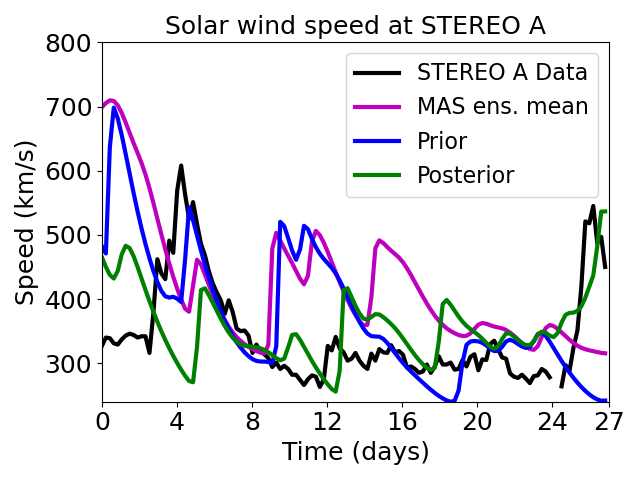 Solar wind speed at STEREO A
800
700
600
500
400
300
Speed (km/s)
STEREO A Data
MAS ens. mean
Prior
Posterior
0 4 8 12 16 20 24 27
Time (days)